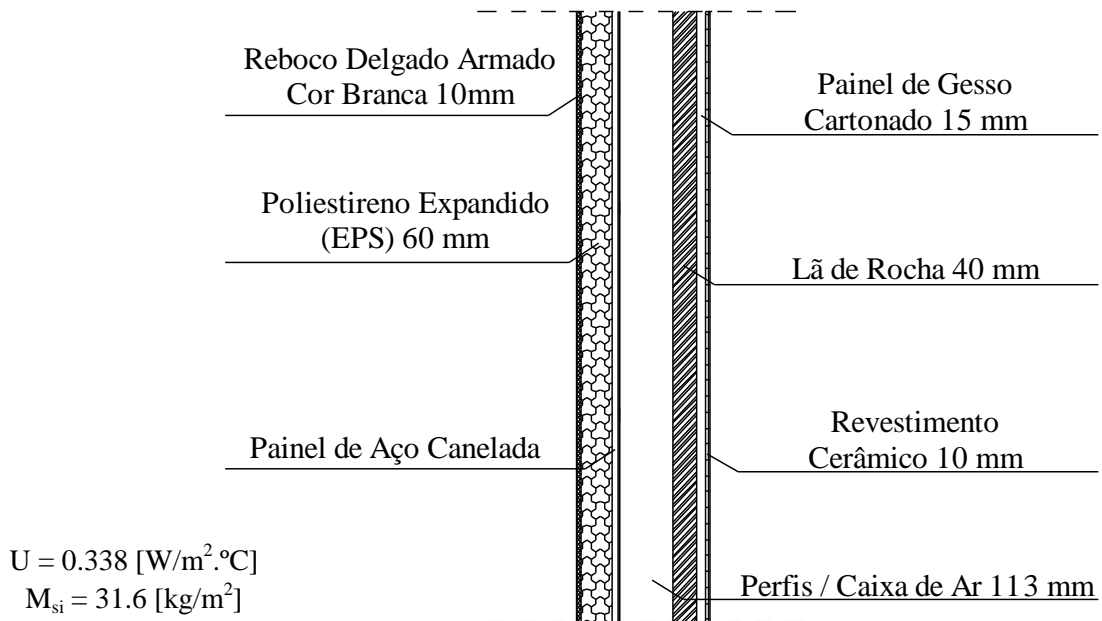 Reboco Delgado Armado
Cor Branca 10mm
Poliestireno Expandido
(EPS) 60 mm
Painel de Aço Canelada
U = 0.338 [W/m².ºC]
Msi = 31.6 [kg/m²]
Painel de Gesso
Cartonado 15 mm
Lã de Rocha 40 mm
Revestimento
Cerâmico 10 mm
Perfis / Caixa de Ar 113 mm